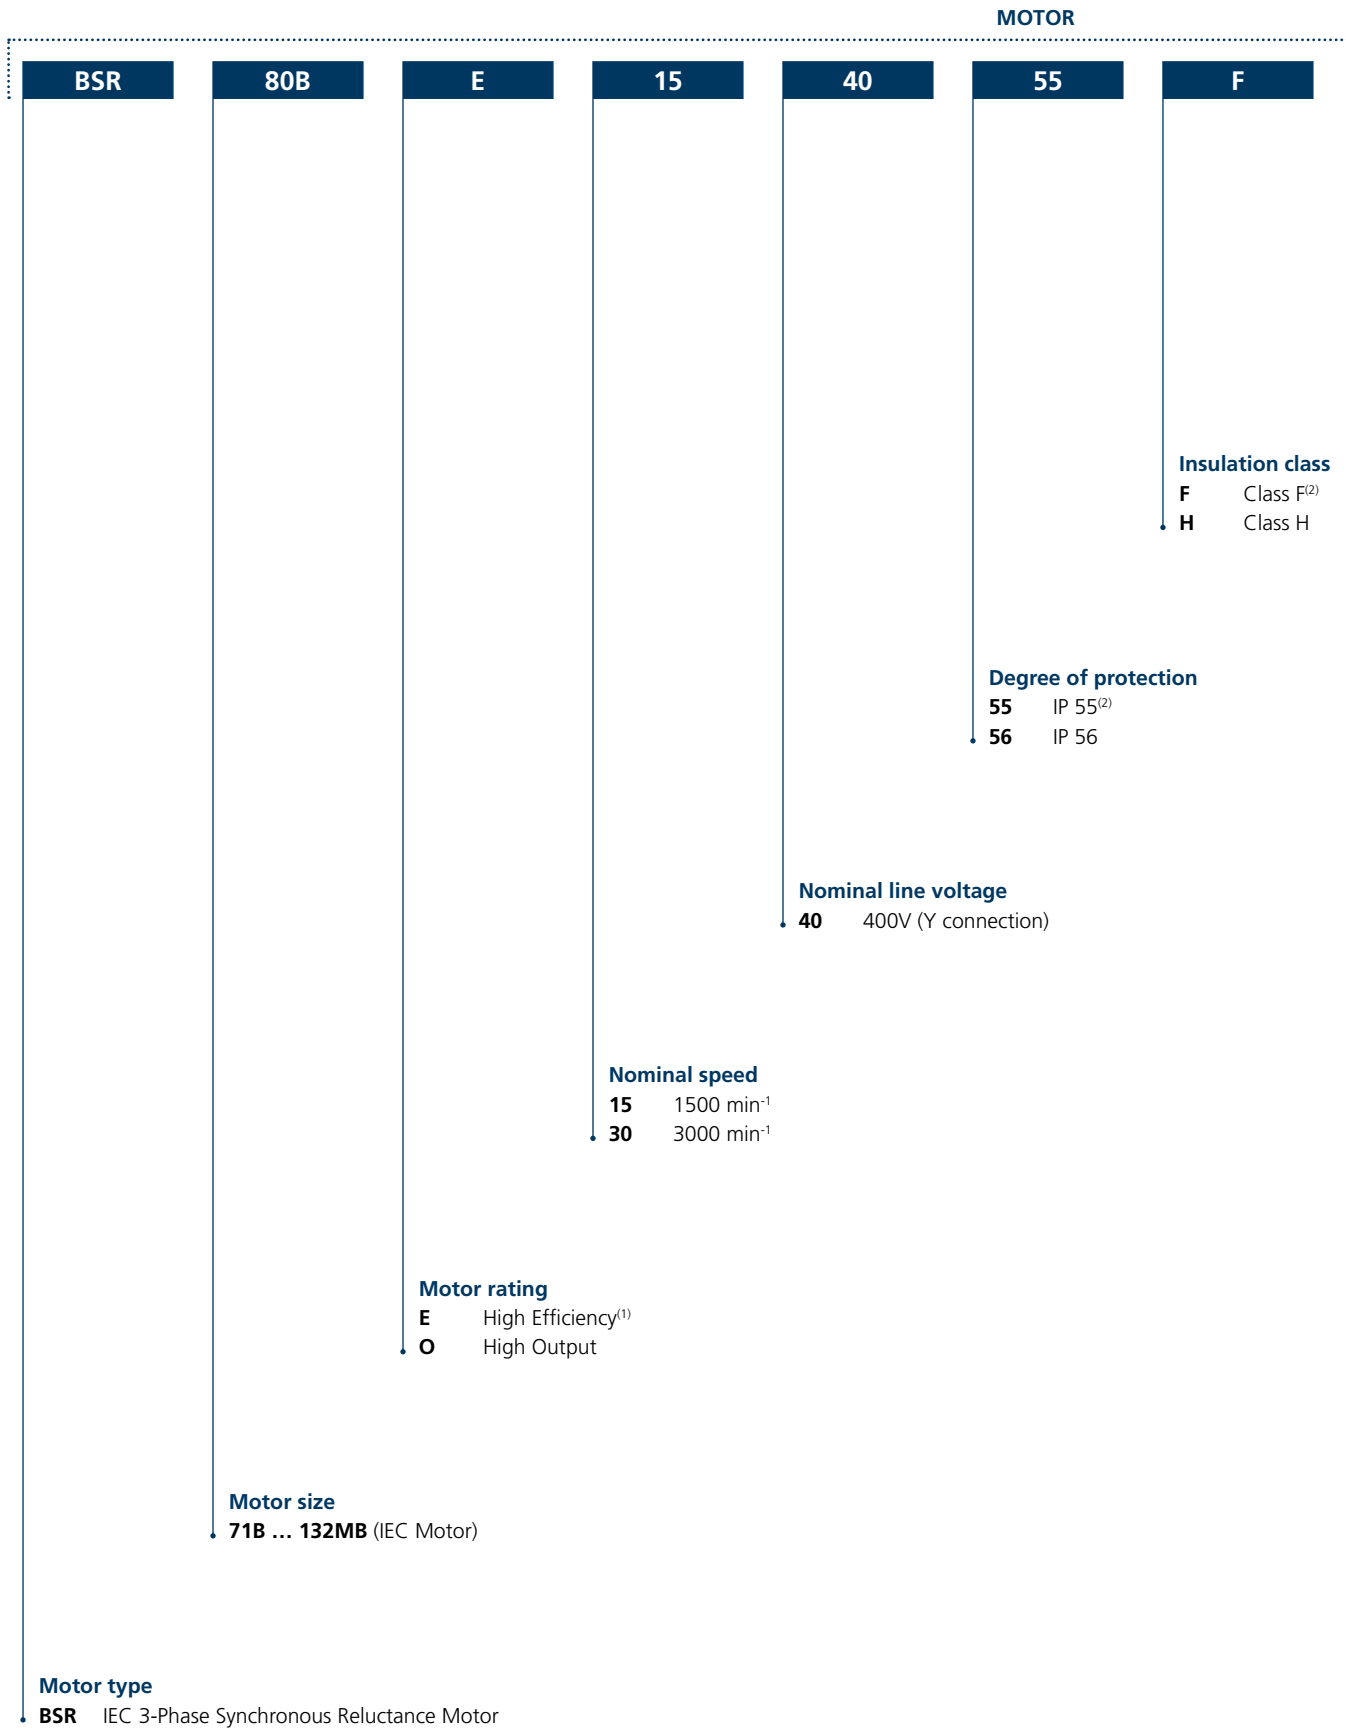 MOTOR
BSR 80B E 15 40 55 F
Insulation class
F Class F(2)
H Class H
Degree of protection
55 IP 55(2)
56 IP 56
Nominal line voltage
40 400V (Y connection)
Nominal speed
15 1500 min-1
30 3000 min-1
Motor rating
E High Efficiency(1)
O High Output
Motor size
71B ... 132MB (IEC Motor)
Motor type
BSR IEC 3-Phase Synchronous Reluctance Motor